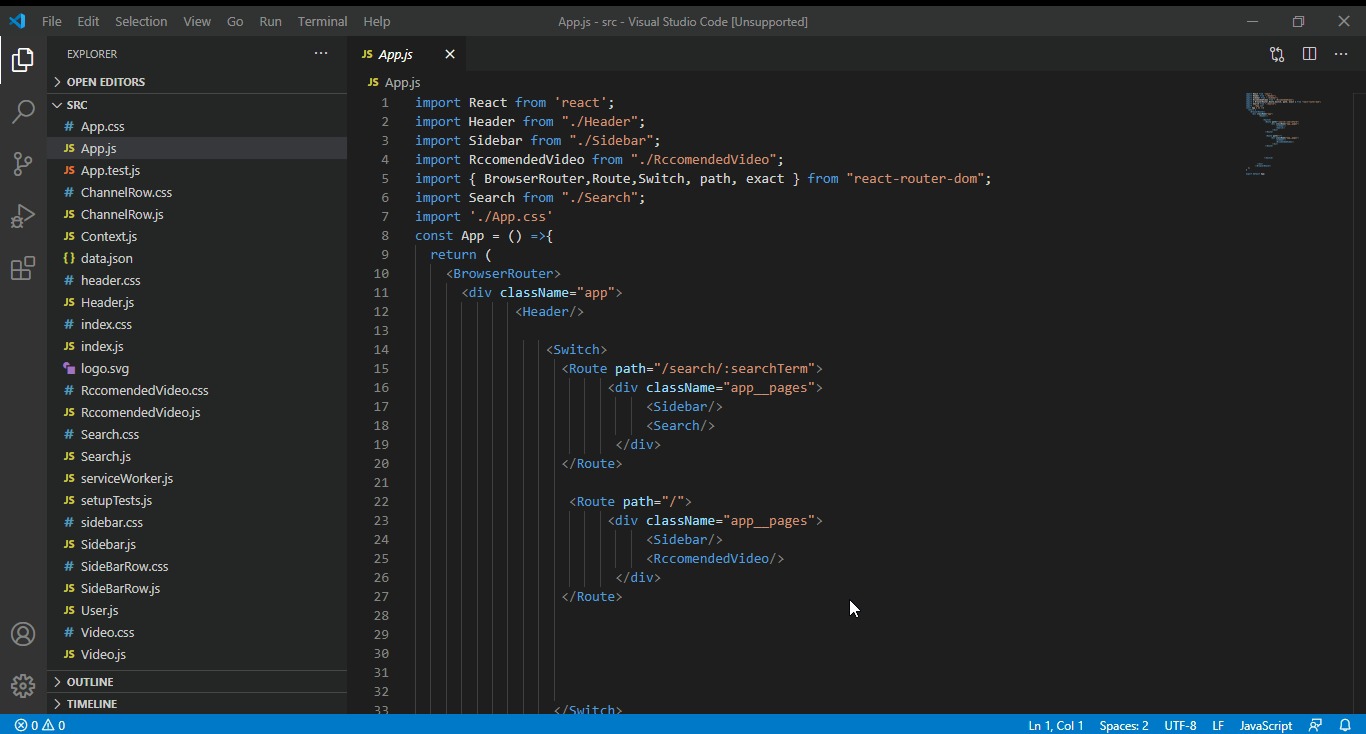 File Edit Selection View Go Run Terminal Help App.js - src - Visual Studio Code [Unsupported]
EXPLORER ···
OPEN EDITORS
SRC
# App.css
JS App.js
JS App.test.js
# ChannelRow.css
JS ChannelRow.js
JS Context.js
{} data.json
# header.css
JS Header.js
# index.css
JS index.js
logo.svg
# RccomendedVideo.css
JS RccomendedVideo.js
# Search.css
JS Search.js
JS serviceWorker.js
JS setupTests.js
# sidebar.css
JS Sidebar.js
# SideBarRow.css
JS SideBarRow.js
JS User.js
# Video.css
JS Video.js
OUTLINE
TIMELINE
JS App.js
JS App.js
1 import React from 'react';
2 import Header from "./Header";
3 import Sidebar from "./Sidebar";
4 import RccomendedVideo from "./RccomendedVideo";
5 import { BrowserRouter,Route,Switch, path, exact } from "react-router-dom";
6 import Search from "./Search";
7 import './App.css'
8 const App = () =>{
9 return (
10 <BrowserRouter>
11 <div className="app">
12 <Header/>
13
14 <Switch>
15 <Route path="/search/:searchTerm">
16 <div className="app__pages">
17 <Sidebar/>
18 <Search/>
19 </div>
20 </Route>
21
22 <Route path="/">
23 <div className="app__pages">
24 <Sidebar/>
25 <RccomendedVideo/>
26 </div>
27 </Route>
28
29
30
31
32
33 </Switch>
0 0 Ln 1, Col 1 Spaces: 2 UTF-8 LF JavaScript